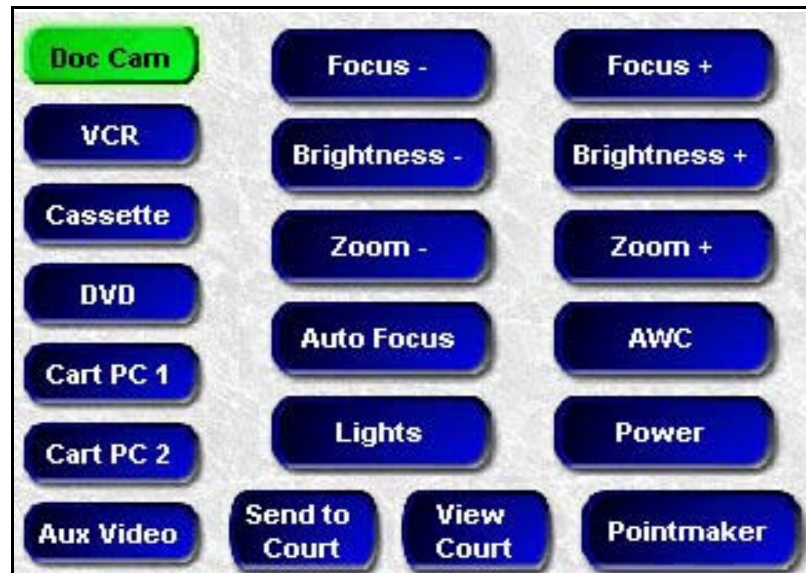 Doc Cam
Focus -
Focus +
VCR
Brightness -
Brightness +
Cassette
Zoom -
Zoom +
DVD
Auto Focus
AWC
Cart PC 1
Lights
Power
Cart PC 2
Aux Video
Send to
Court
View
Court
Pointmaker